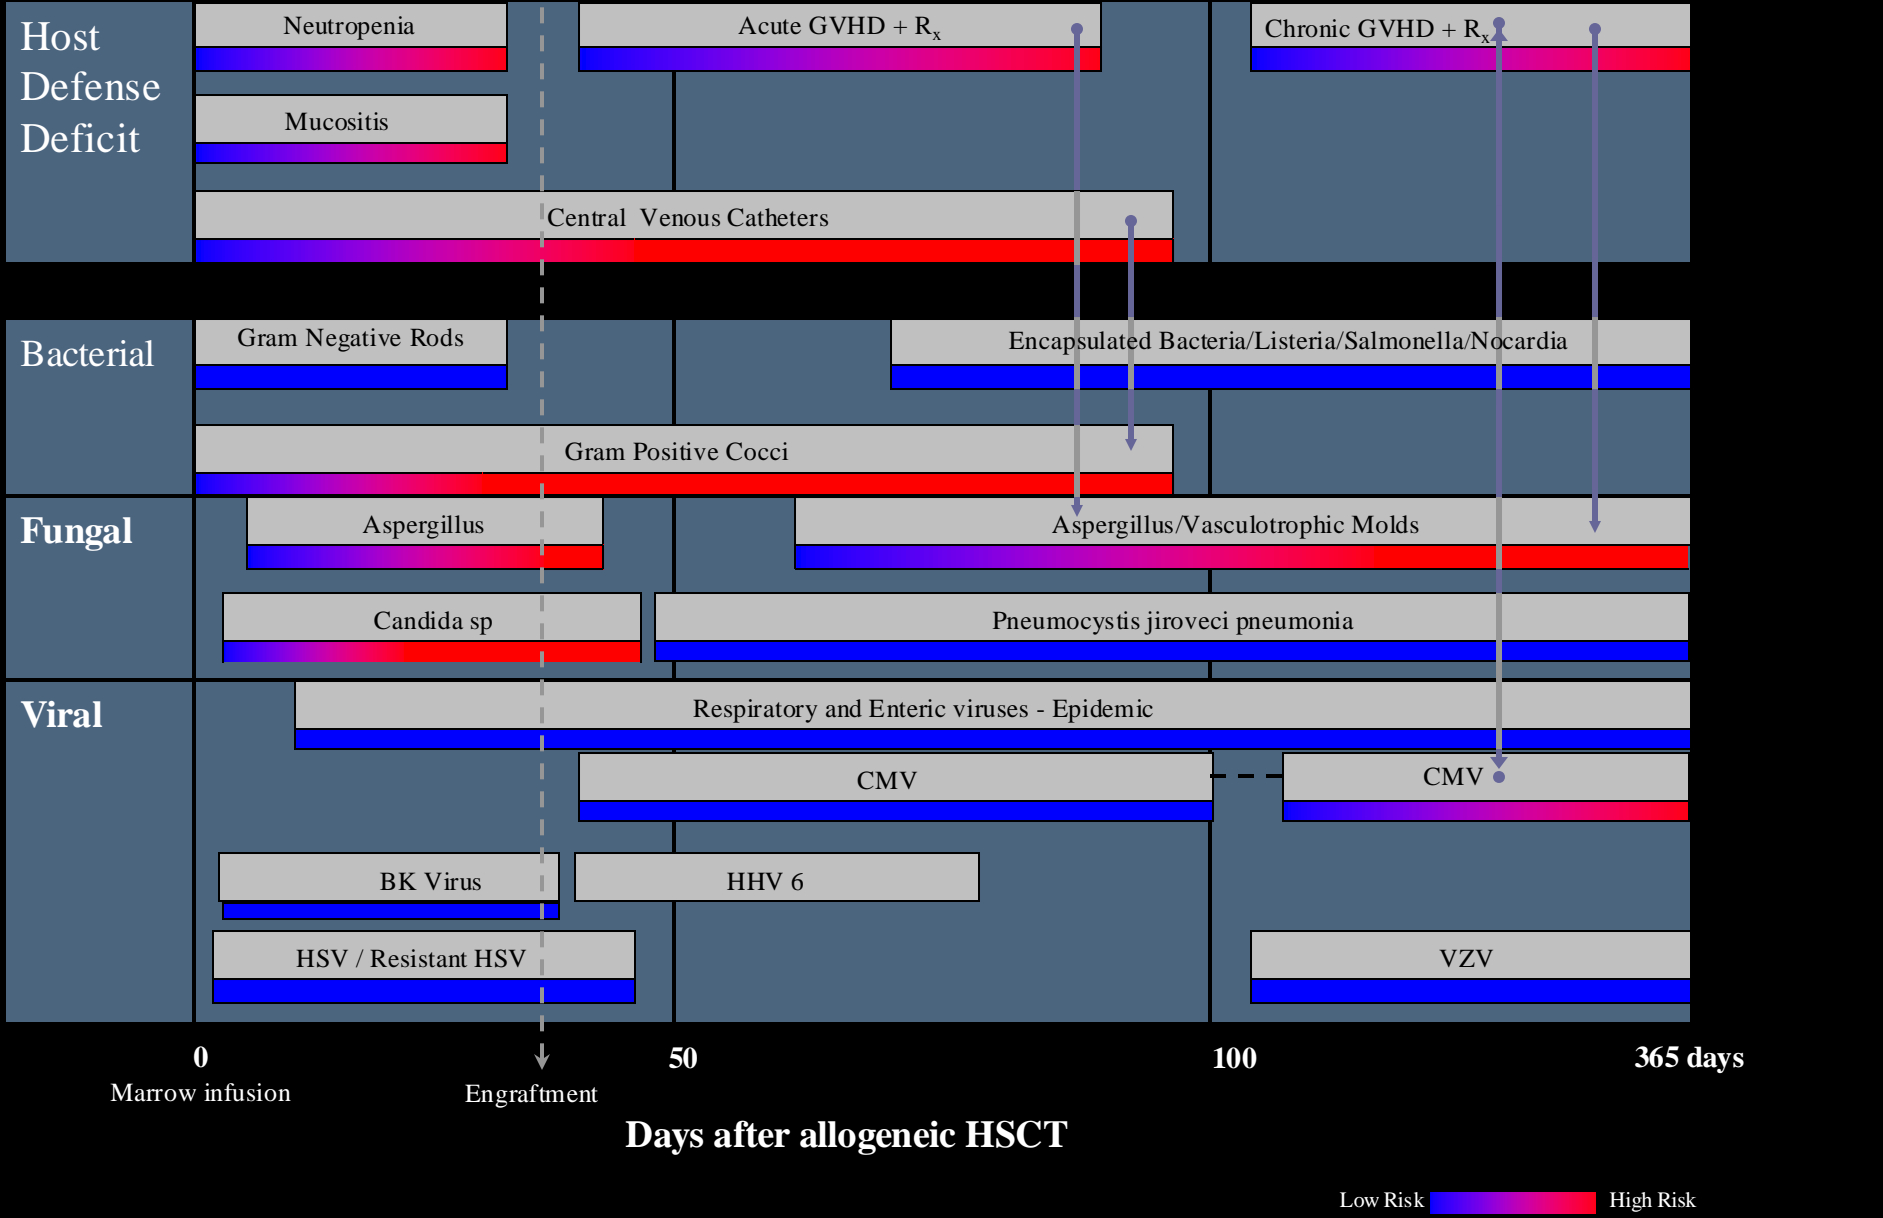 Host
Defense
Deficit
Neutropenia
Acute GVHD + Rx
Chronic GVHD + Rx
Mucositis
Central Venous Catheters
Bacterial
Gram Negative Rods
Encapsulated Bacteria/Listeria/Salmonella/Nocardia
Gram Positive Cocci
Fungal
Aspergillus
Aspergillus/Vasculotrophic Molds
Candida sp
Pneumocystis jiroveci pneumonia
Viral
Respiratory and Enteric viruses - Epidemic
CMV
CMV
BK Virus
HHV 6
HSV / Resistant HSV
VZV
0
50
100
365 days
Marrow infusion
Engraftment
Days after allogeneic HSCT
Low Risk
High Risk